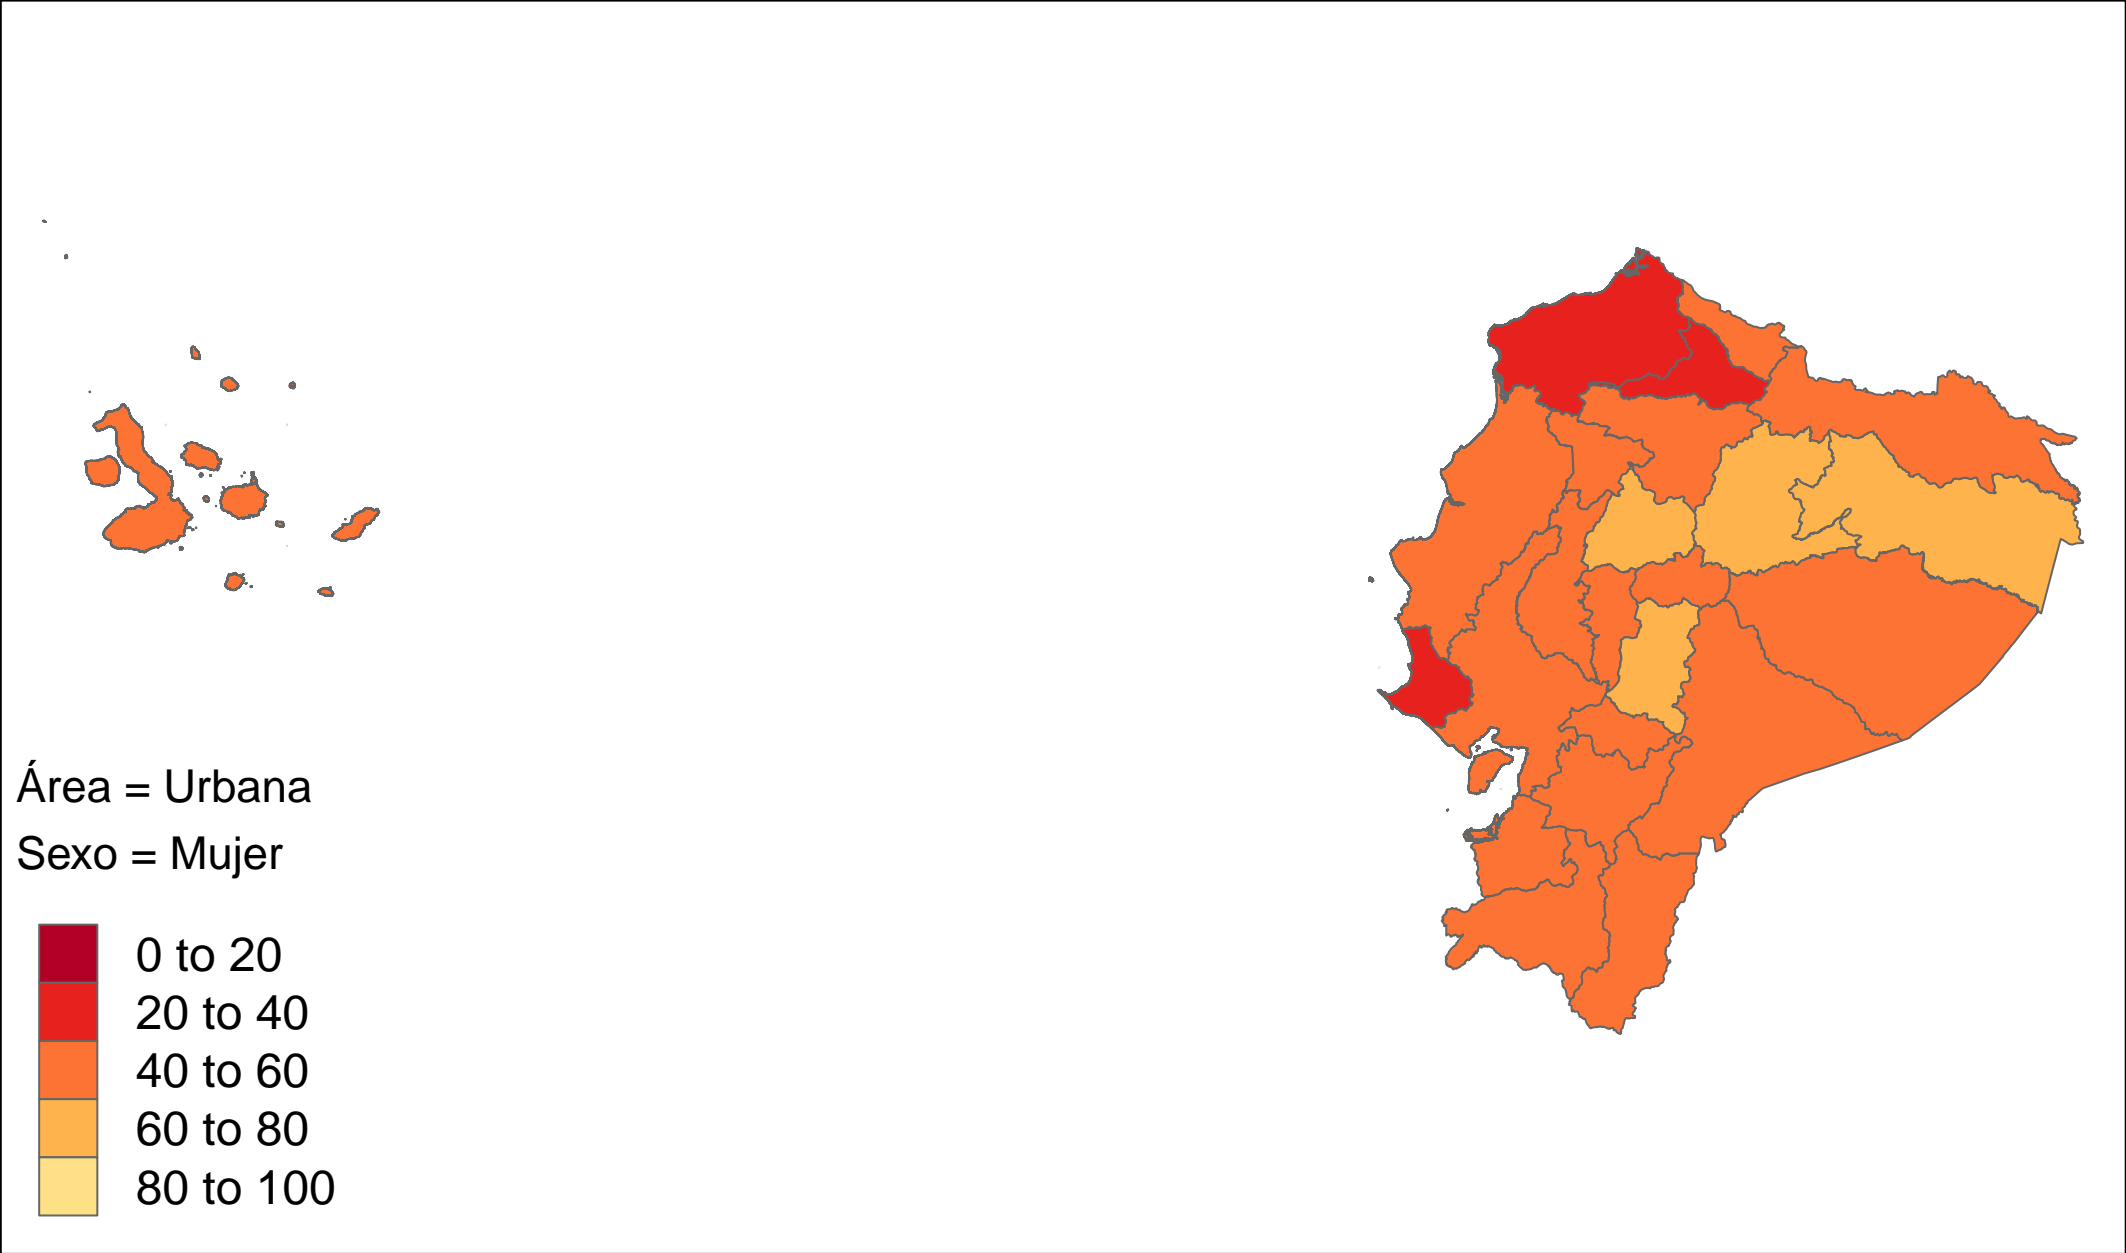 Área = Urbana
Sexo = Mujer
0 to 20
20 to 40
40 to 60
60 to 80
80 to 100